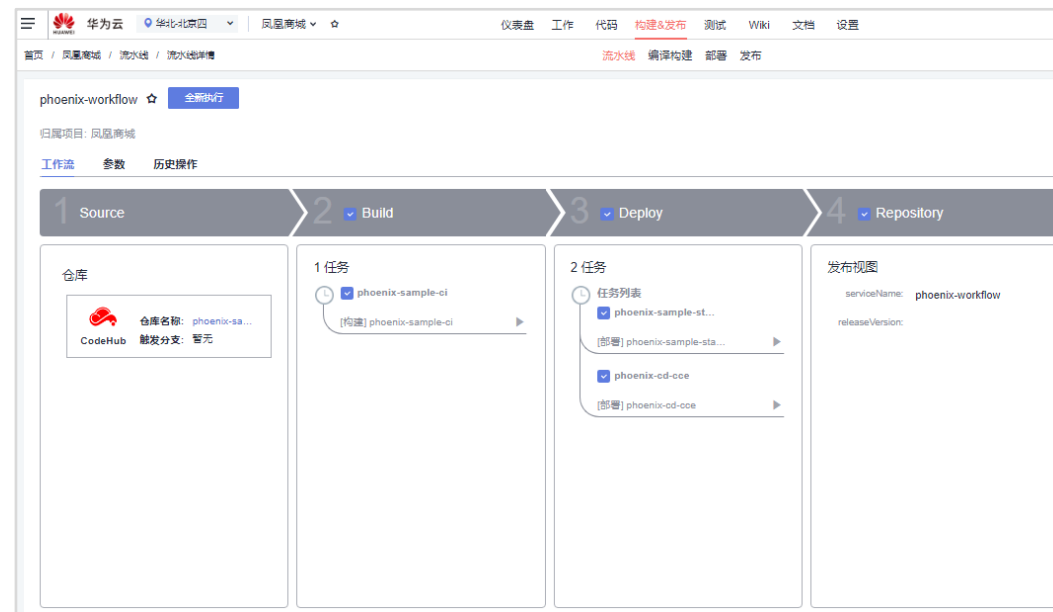 HUAWEI 华为云 华北-北京四 凤凰商城 仪表盘 工作 代码 构建&发布 测试 Wiki 文档 设置
首页 / 凤凰商城 / 流水线 / 流水线详情 流水线 编译构建 部署 发布
phoenix-workflow 全新执行
归属项目: 凤凰商城
工作流 参数 历史操作
1 Source 2 Build 3 Deploy 4 Repository
仓库
CodeHub
仓库名称: phoenix-sa...
触发分支: 暂无
1 任务
phoenix-sample-ci
[构建] phoenix-sample-ci
2 任务
任务列表
phoenix-sample-st...
[部署] phoenix-sample-sta...
phoenix-cd-cce
[部署] phoenix-cd-cce
发布视图
serviceName: phoenix-workflow
releaseVersion: